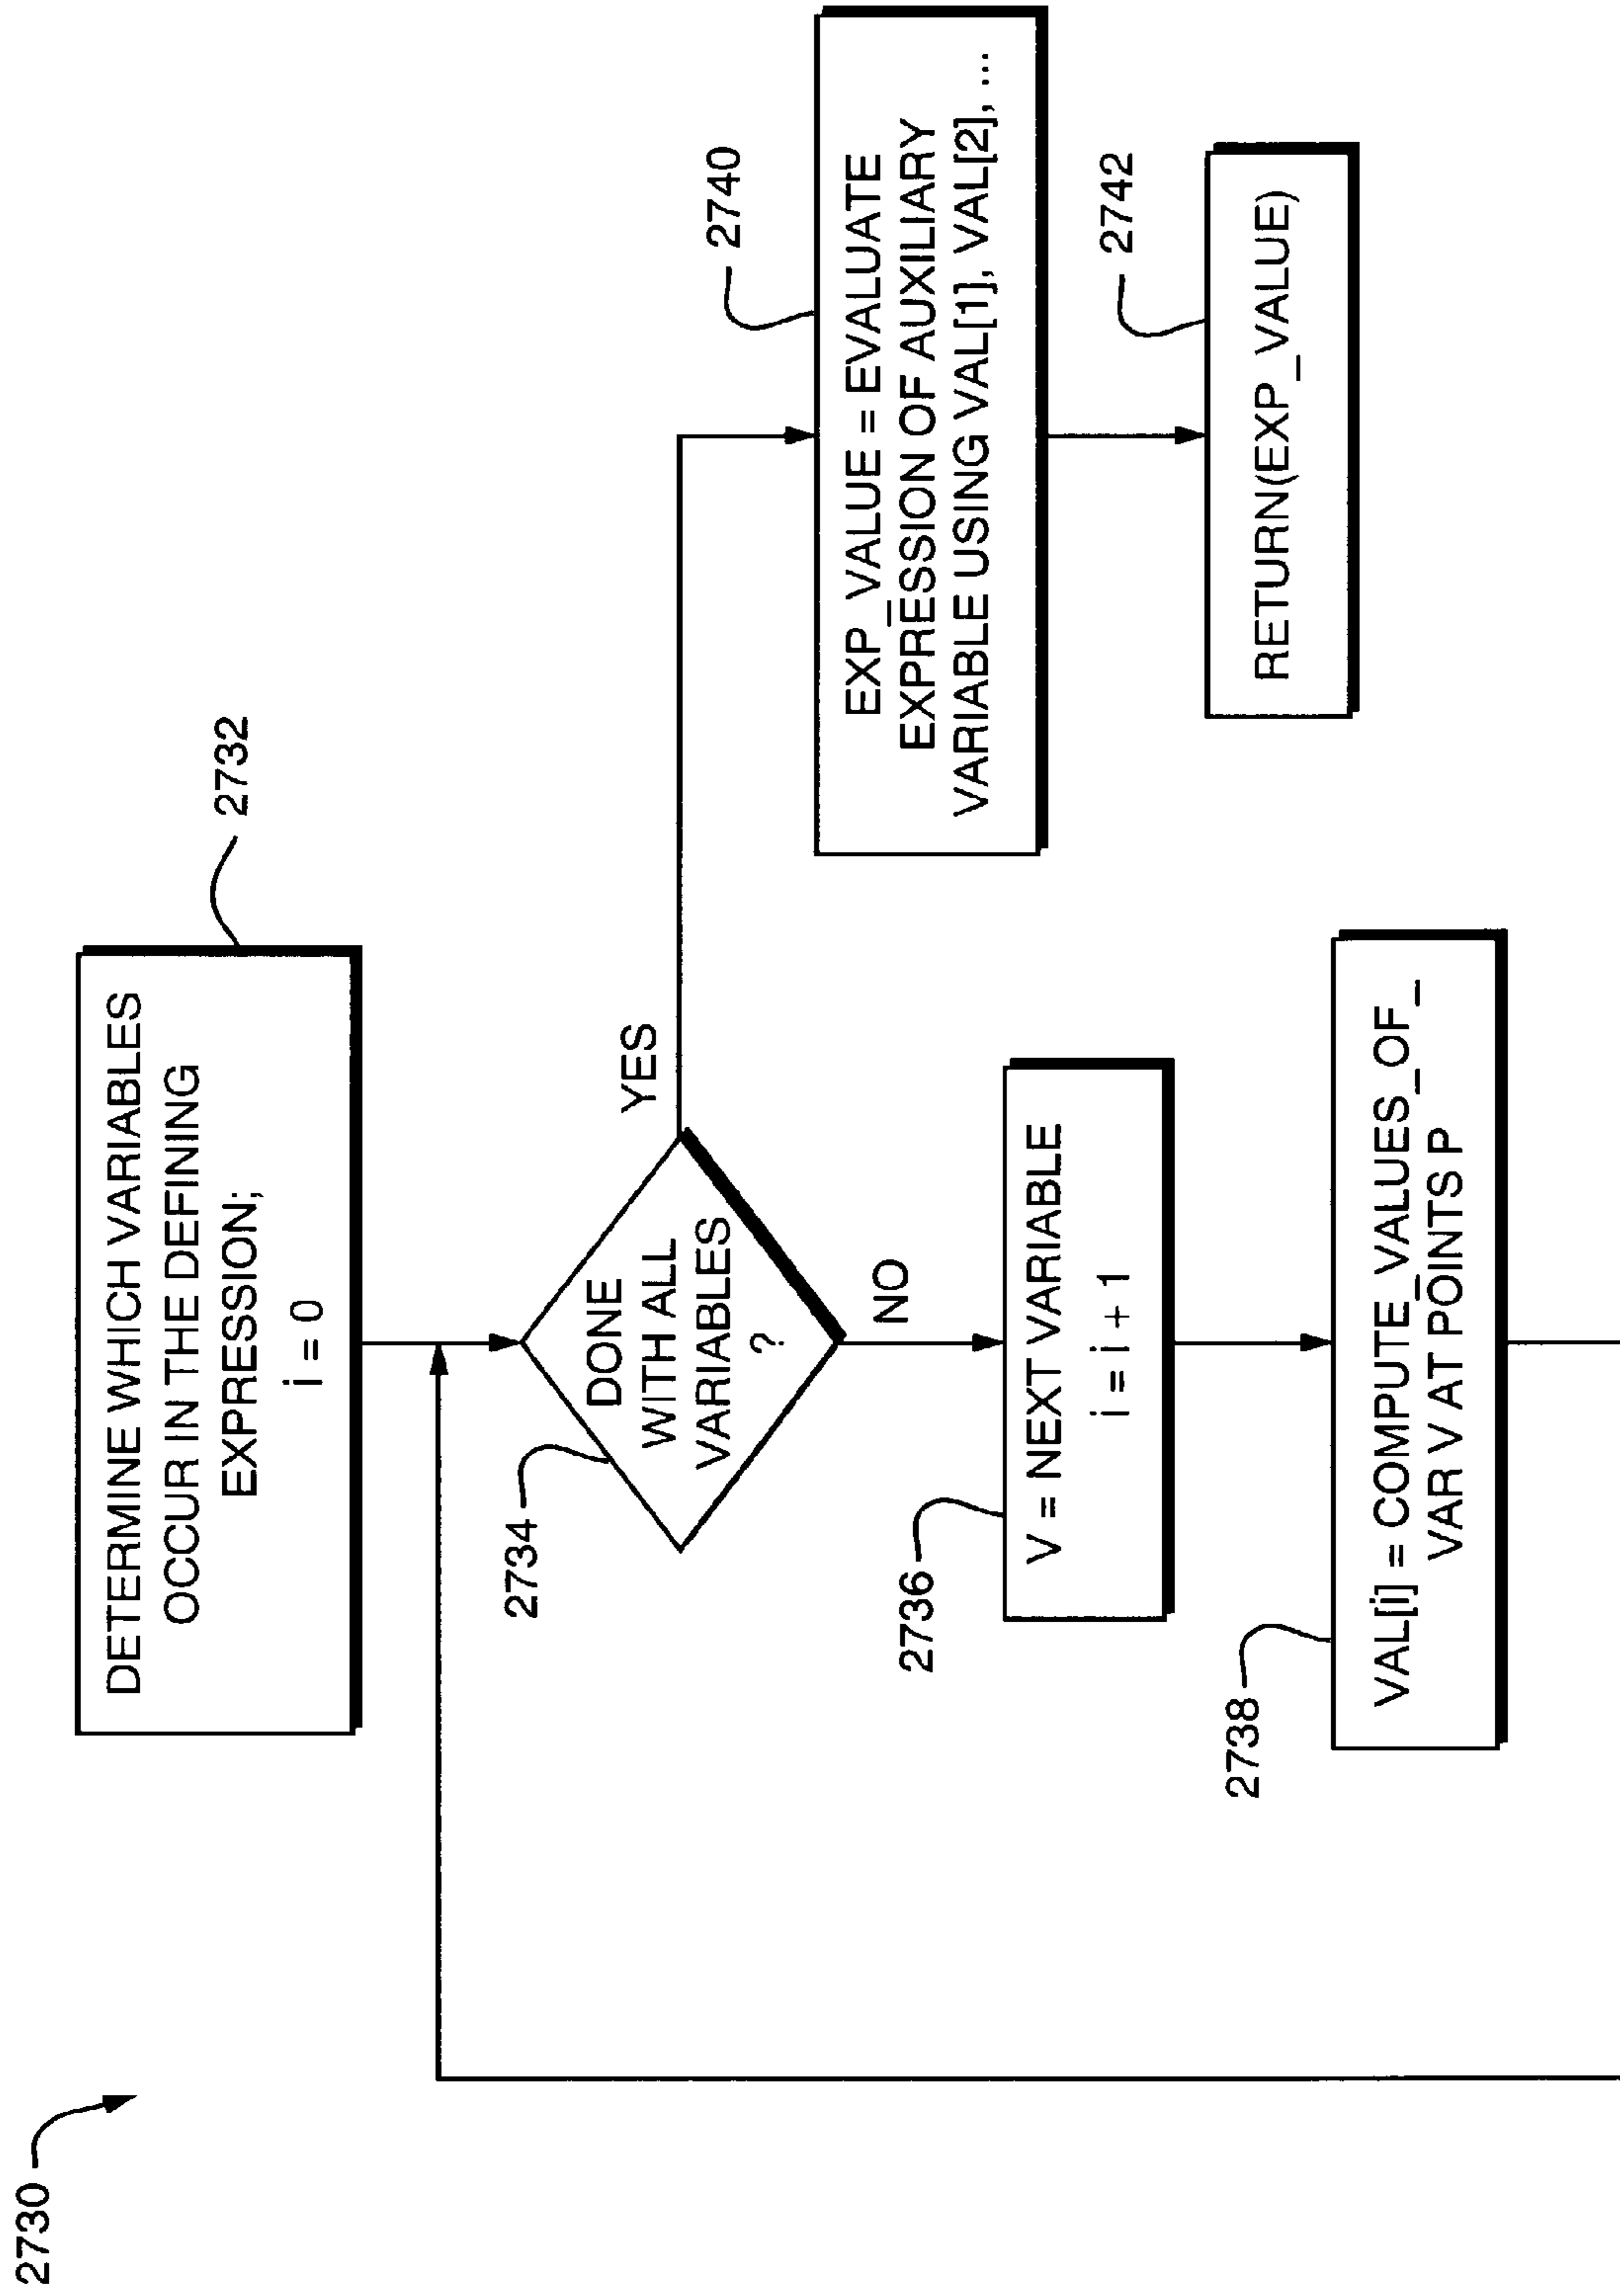 2730
DETERMINE WHICH VARIABLES
OCCUR IN THE DEFINING
EXPRESSION;
i = 0
2732
2734
DONE
WITH ALL
VARIABLES
?
YES
NO
2736
V = NEXT VARIABLE
i = i + 1
2738
VAL[i] = COMPUTE_VALUES_OF_
VAR V AT POINTS P
2740
EXP_VALUE = EVALUATE
EXPRESSION OF AUXILIARY
VARIABLE USING VAL[1], VAL[2], ...
2742
RETURN(EXP_VALUE)